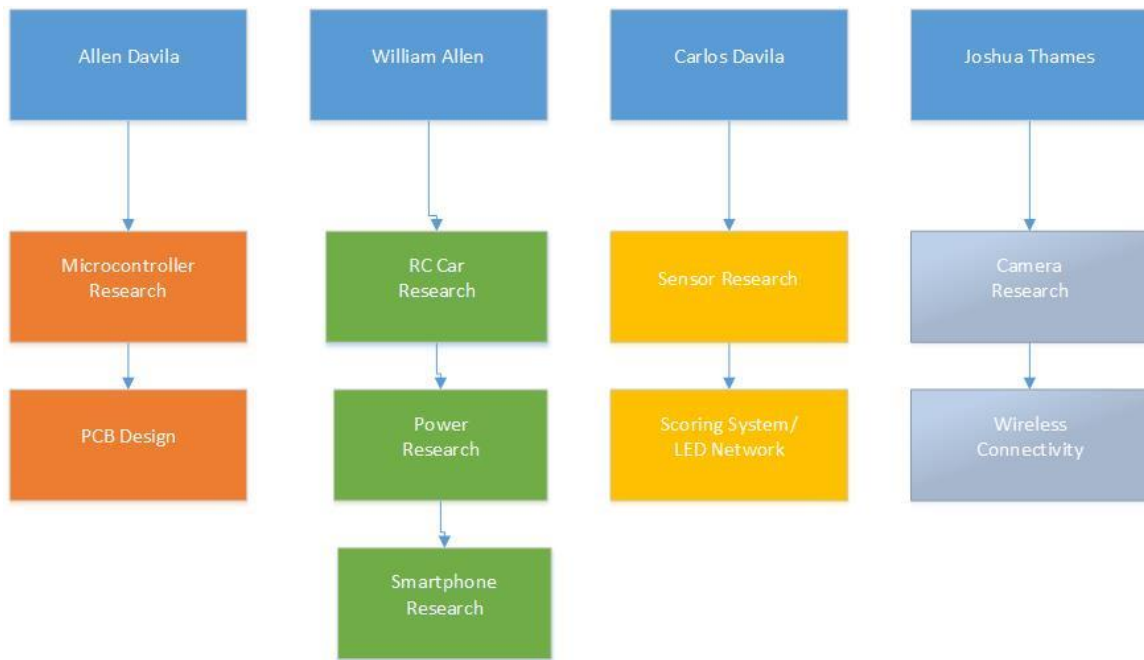 Allen Davila
William Allen
Carlos Davila
Joshua Thames
Microcontroller
Research
RC Car
Research
Sensor Research
Camera
Research
PCB Design
Power
Research
Scoring System/
LED Network
Wireless
Connectivity
Smartphone
Research